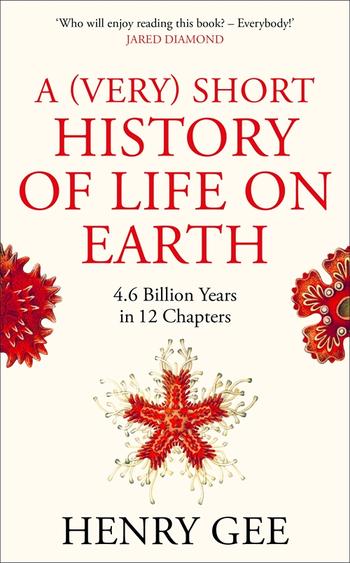 ‘Who will enjoy reading this book? – Everybody!’
JARED DIAMOND
A (VERY) SHORT
HISTORY
OF LIFE ON
EARTH
4.6 Billion Years
in 12 Chapters
HENRY GEE